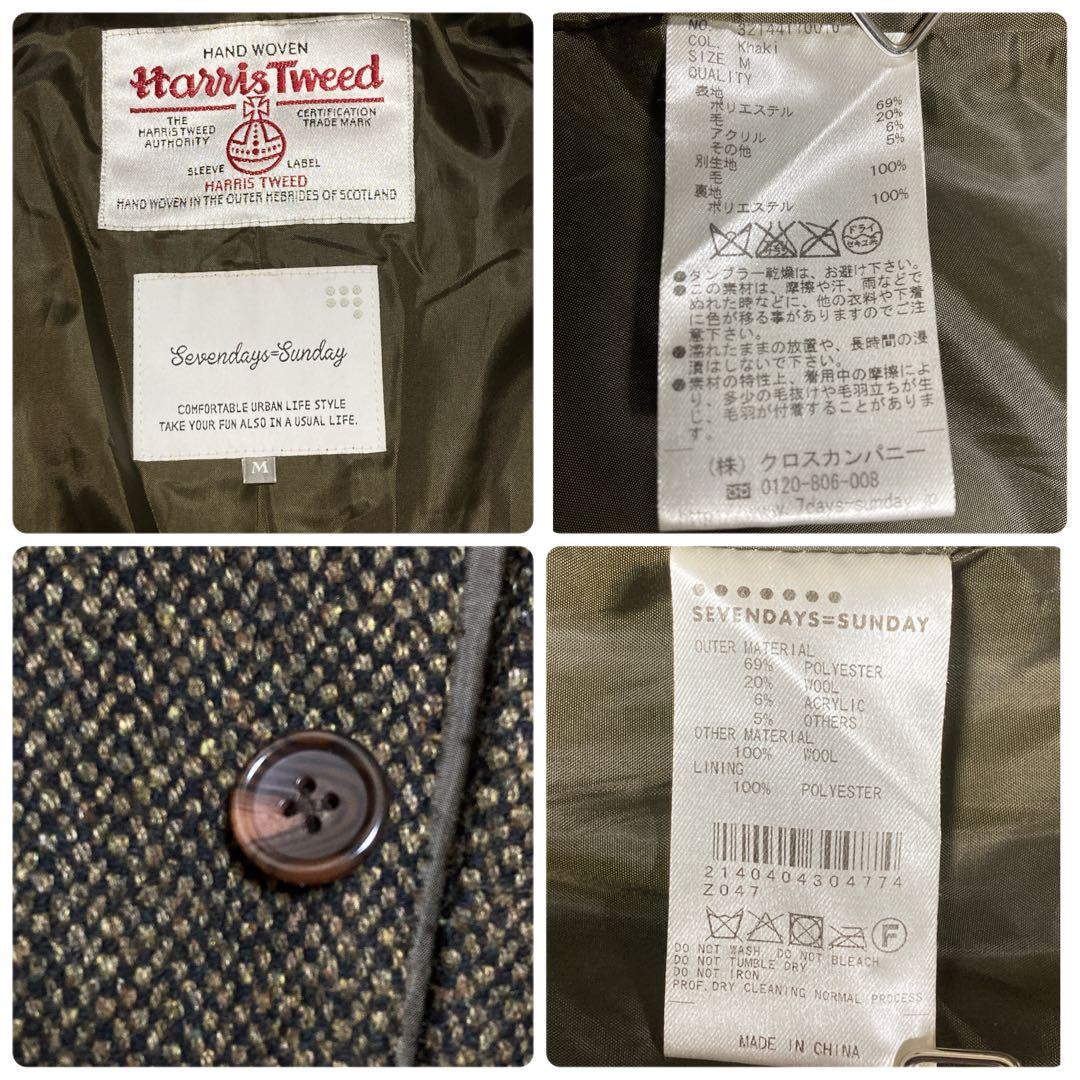 HAND WOVEN
Harris Tweed
THE
HARRIS TWEED
AUTHORITY
CERTIFICATION
TRADE MARK
SLEEVE LABEL
HARRIS TWEED
HAND WOVEN IN THE OUTER HEBRIDES OF SCOTLAND
Sevendays=Sunday
COMFORTABLE URBAN LIFE STYLE
TAKE YOUR FUN ALSO IN A USUAL LIFE.
M
NO.
COL. Khaki
SIZE M
QUALITY
表地
ポリエステル 69%
毛 20%
アクリル 6%
その他 5%
別生地
毛 100%
裏地
ポリエステル 100%
ドライ
セキユ系
●タンブラー乾燥は、お避け下さい。
●この素材は、摩擦や汗、雨などで
ぬれた時などに、他の衣料や下着
に色が移る事がありますのでご注
意下さい。
●濡れたままの放置や、長時間の浸
漬はしないで下さい。
●素材の特性上、着用中の摩擦によ
り、多少の毛抜けや毛羽立ちが生
じ、毛羽が付着することがありま
す。
(株) クロスカンパニー
0120-806-008
7days-sunday
SEVENDAYS=SUNDAY
OUTER MATERIAL
69% POLYESTER
20% WOOL
6% ACRYLIC
5% OTHERS
OTHER MATERIAL
100% WOOL
LINING
100% POLYESTER
2140404304774
Z047
F
DO NOT WASH, DO NOT BLEACH
DO NOT TUMBLE DRY
DO NOT IRON
PROF. DRY CLEANING NORMAL PROCESS
MADE IN CHINA